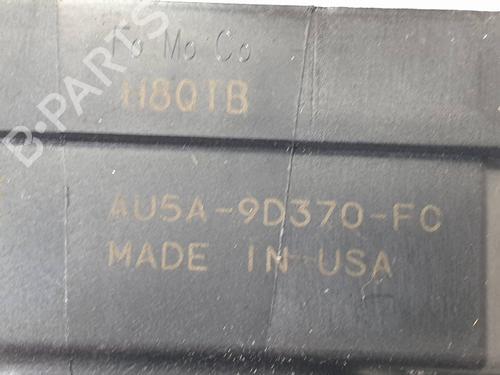 Fo Mo Co
H8QTB
AU5A-9D370-FC
MADE IN USA
B-PARTS